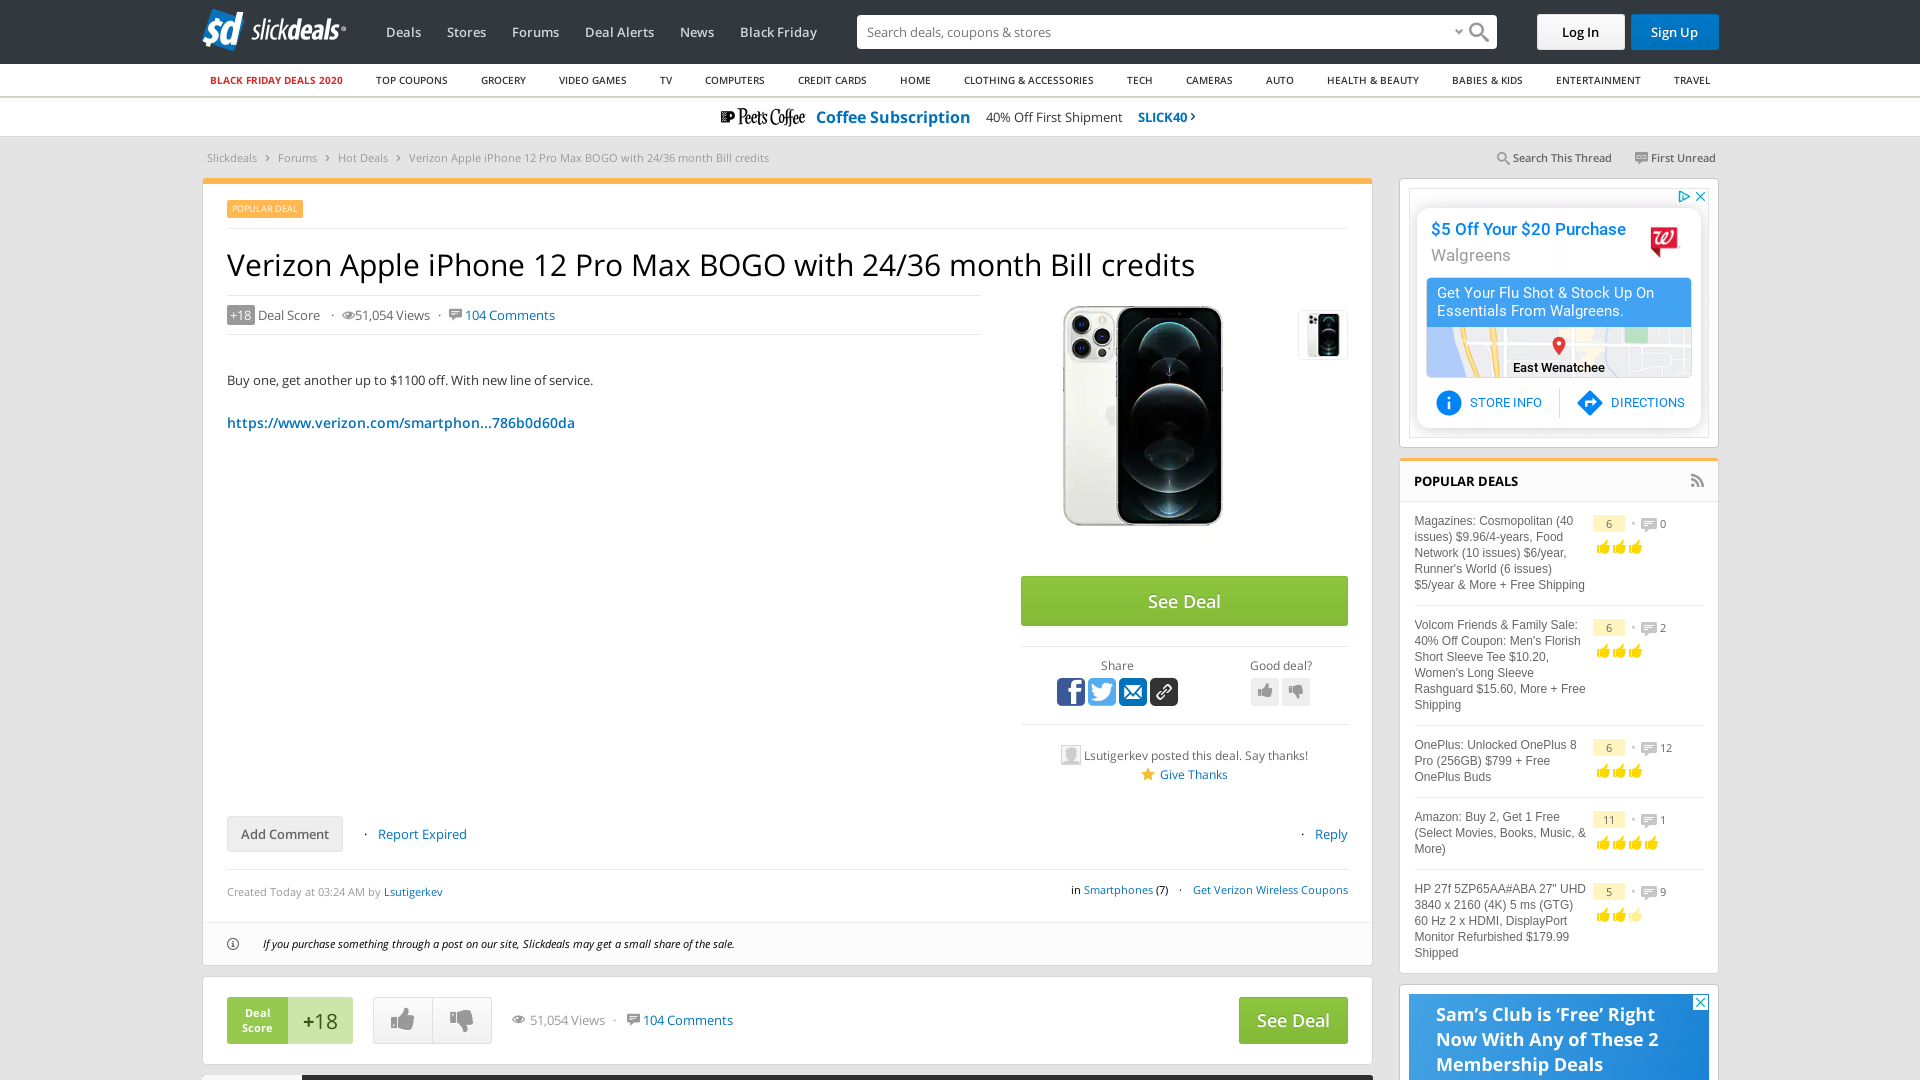 sd slickdeals
Deals Stores Forums Deal Alerts News Black Friday
Search deals, coupons & stores
Log In Sign Up
BLACK FRIDAY DEALS 2020 TOP COUPONS GROCERY VIDEO GAMES TV COMPUTERS CREDIT CARDS HOME CLOTHING & ACCESSORIES TECH CAMERAS AUTO HEALTH & BEAUTY BABIES & KIDS ENTERTAINMENT TRAVEL
Peet's Coffee Coffee Subscription 40% Off First Shipment SLICK40 ›
Slickdeals › Forums › Hot Deals › Verizon Apple iPhone 12 Pro Max BOGO with 24/36 month Bill credits
Search This Thread First Unread
POPULAR DEAL
Verizon Apple iPhone 12 Pro Max BOGO with 24/36 month Bill credits
+18 Deal Score · 51,054 Views · 104 Comments
Buy one, get another up to $1100 off. With new line of service.
https://www.verizon.com/smartphon...786b0d60da
See Deal
Share Good deal?
Lsutigerkev posted this deal. Say thanks!
Give Thanks
Add Comment · Report Expired · Reply
Created Today at 03:24 AM by Lsutigerkev
in Smartphones (7) · Get Verizon Wireless Coupons
If you purchase something through a post on our site, Slickdeals may get a small share of the sale.
Deal
Score
+18
51,054 Views · 104 Comments
See Deal
$5 Off Your $20 Purchase
Walgreens
Get Your Flu Shot & Stock Up On
Essentials From Walgreens.
East Wenatchee
STORE INFO DIRECTIONS
POPULAR DEALS
Magazines: Cosmopolitan (40 issues) $9.96/4-years, Food
Network (10 issues) $6/year,
Runner's World (6 issues)
$5/year & More + Free Shipping
6 · 0
Volcom Friends & Family Sale:
40% Off Coupon: Men's Florish
Short Sleeve Tee $10.20,
Women's Long Sleeve
Rashguard $15.60, More + Free
Shipping
6 · 2
OnePlus: Unlocked OnePlus 8
Pro (256GB) $799 + Free
OnePlus Buds
6 · 12
Amazon: Buy 2, Get 1 Free
(Select Movies, Books, Music, &
More)
11 · 1
HP 27f 5ZP65AA#ABA 27" UHD
3840 x 2160 (4K) 5 ms (GTG)
60 Hz 2 x HDMI, DisplayPort
Monitor Refurbished $179.99
Shipped
5 · 9
Sam's Club is ‘Free’ Right
Now With Any of These 2
Membership Deals